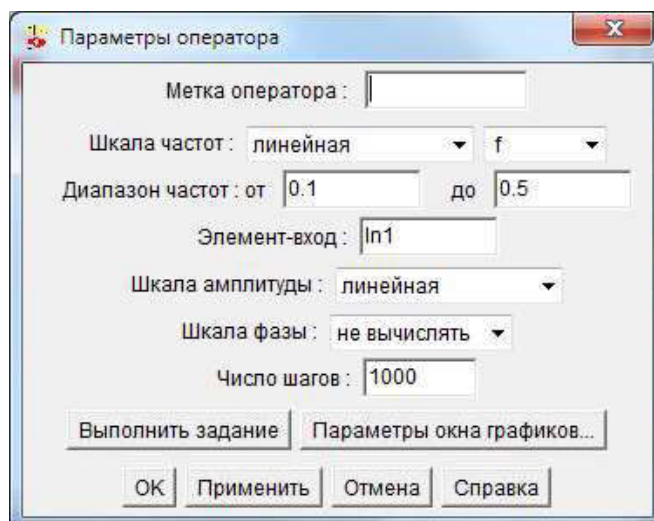 Параметры оператора
Метка оператора :
Шкала частот : линейная f
Диапазон частот : от 0.1 до 0.5
Элемент-вход : In1
Шкала амплитуды : линейная
Шкала фазы : не вычислять
Число шагов : 1000
Выполнить задание Параметры окна графиков...
OK Применить Отмена Справка